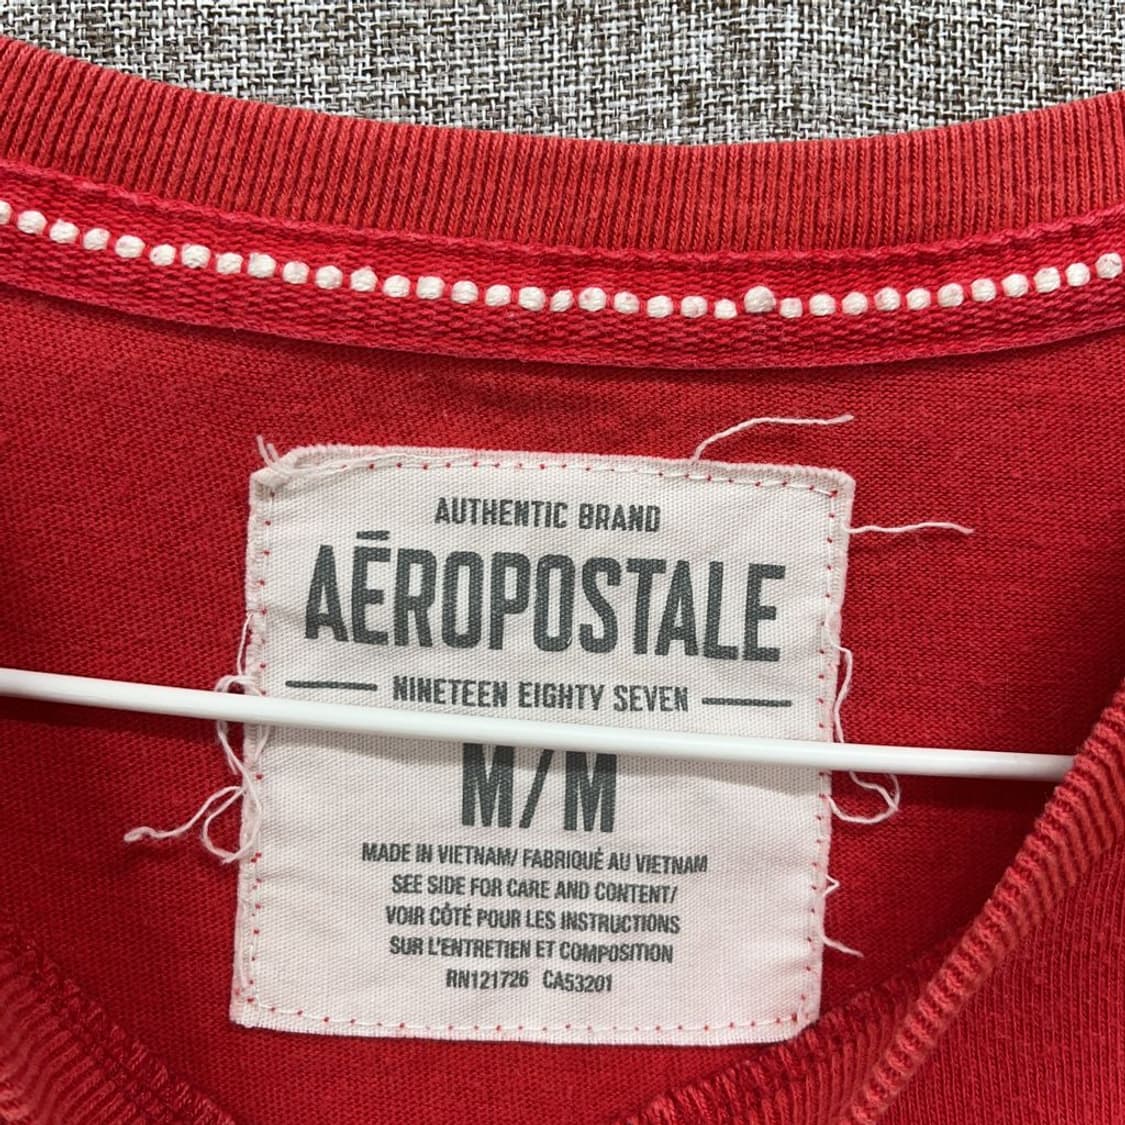 AUTHENTIC BRAND
AÉROPOSTALE
NINETEEN EIGHTY SEVEN
M/M
MADE IN VIETNAM/ FABRIQUÉ AU VIETNAM
SEE SIDE FOR CARE AND CONTENT/
VOIR CÔTÉ POUR LES INSTRUCTIONS
SUR L'ENTRETIEN ET COMPOSITION
RN121726 CA53201